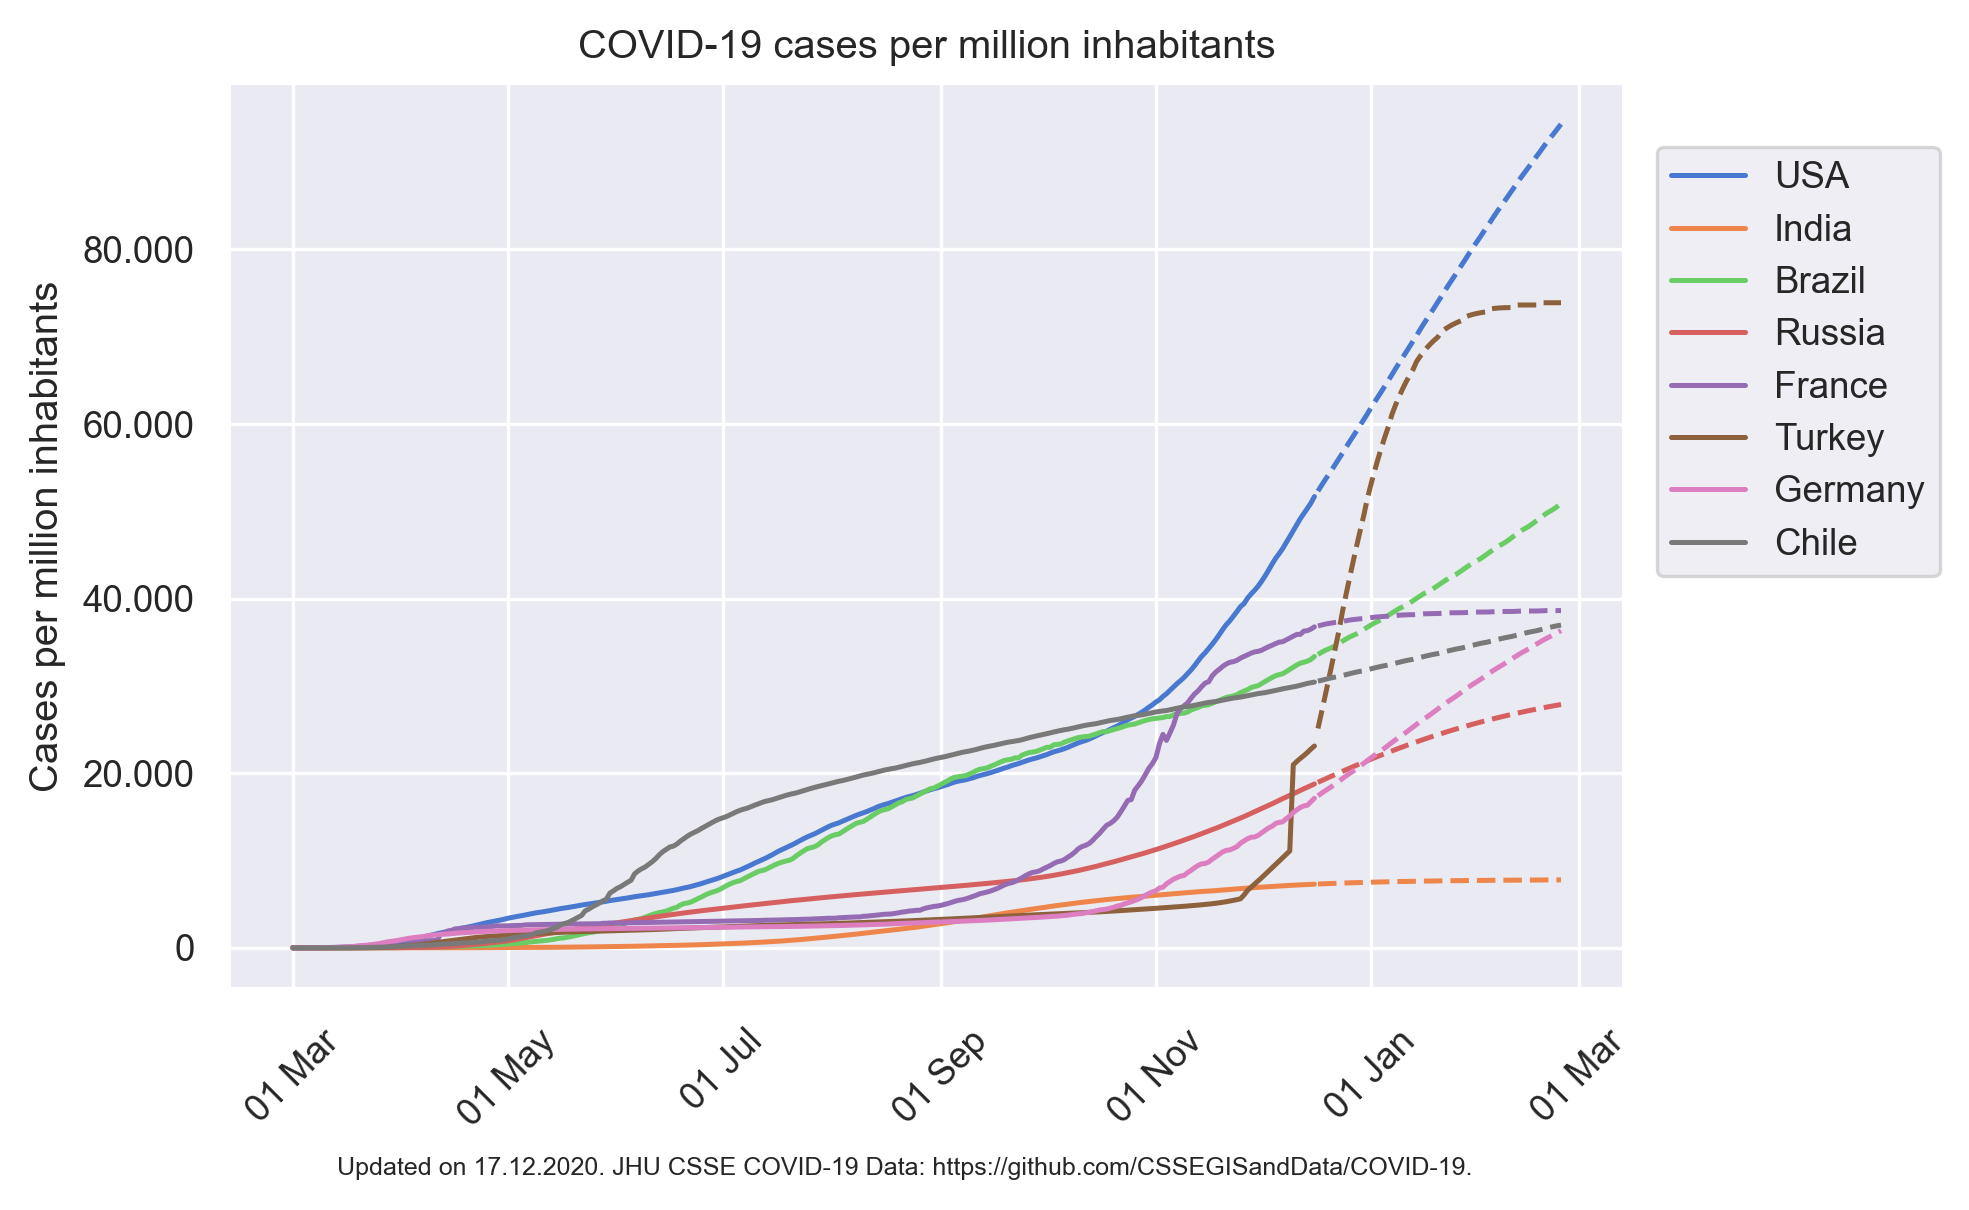 COVID-19 cases per million inhabitants
Cases per million inhabitants
80.000
60.000
40.000
20.000
0
01 Mar
01 May
01 Jul
01 Sep
01 Nov
01 Jan
01 Mar
USA
India
Brazil
Russia
France
Turkey
Germany
Chile
Updated on 17.12.2020. JHU CSSE COVID-19 Data: https://github.com/CSSEGISandData/COVID-19.